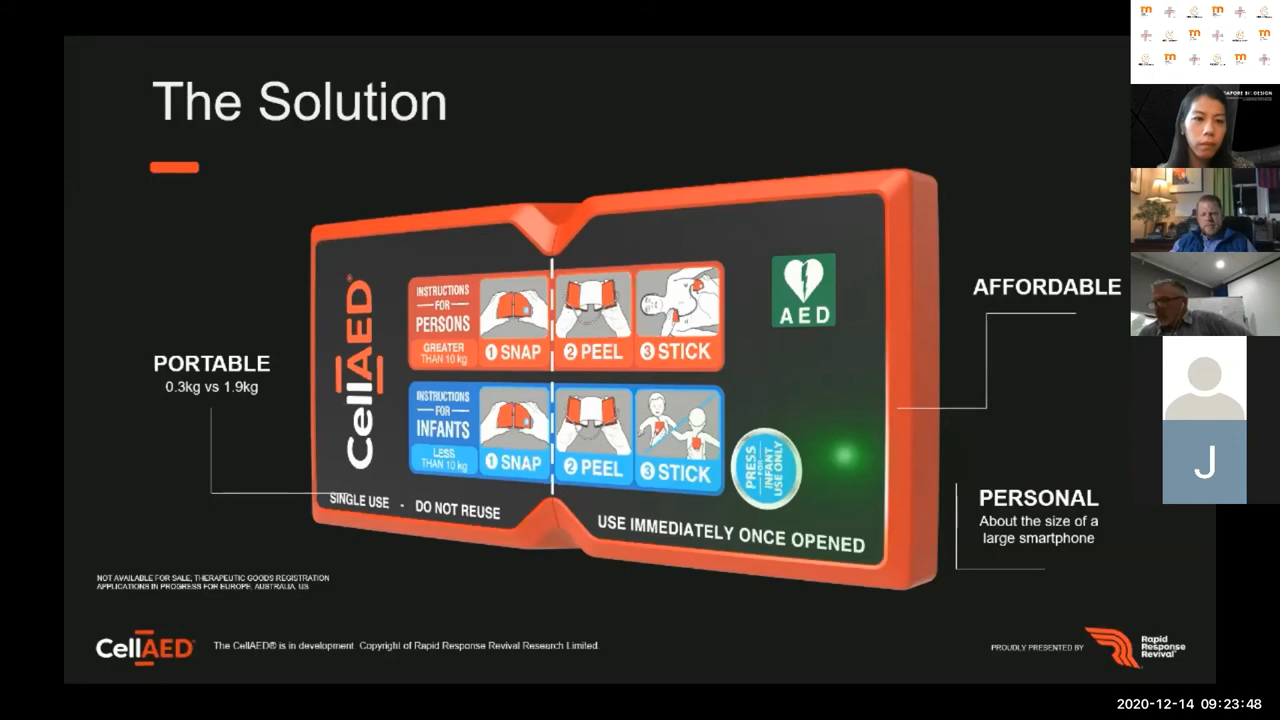 The Solution
PORTABLE
0.3kg vs 1.9kg
CellAED®
INSTRUCTIONS
FOR
PERSONS
GREATER
THAN 10 kg
1 SNAP
2 PEEL
3 STICK
INSTRUCTIONS
FOR
INFANTS
LESS
THAN 10 kg
1 SNAP
2 PEEL
3 STICK
AED
PRESS
FOR
INFANT
USE ONLY
SINGLE USE - DO NOT REUSE
USE IMMEDIATELY ONCE OPENED
AFFORDABLE
PERSONAL
About the size of a
large smartphone
NOT AVAILABLE FOR SALE, THERAPEUTIC GOODS REGISTRATION
APPLICATIONS IN PROGRESS FOR EUROPE, AUSTRALIA, US
CellAED
The CellAED® is in development. Copyright of Rapid Response Revival Research Limited.
PROUDLY PRESENTED BY
Rapid
Response
Revival
J
2020-12-14 09:23:48